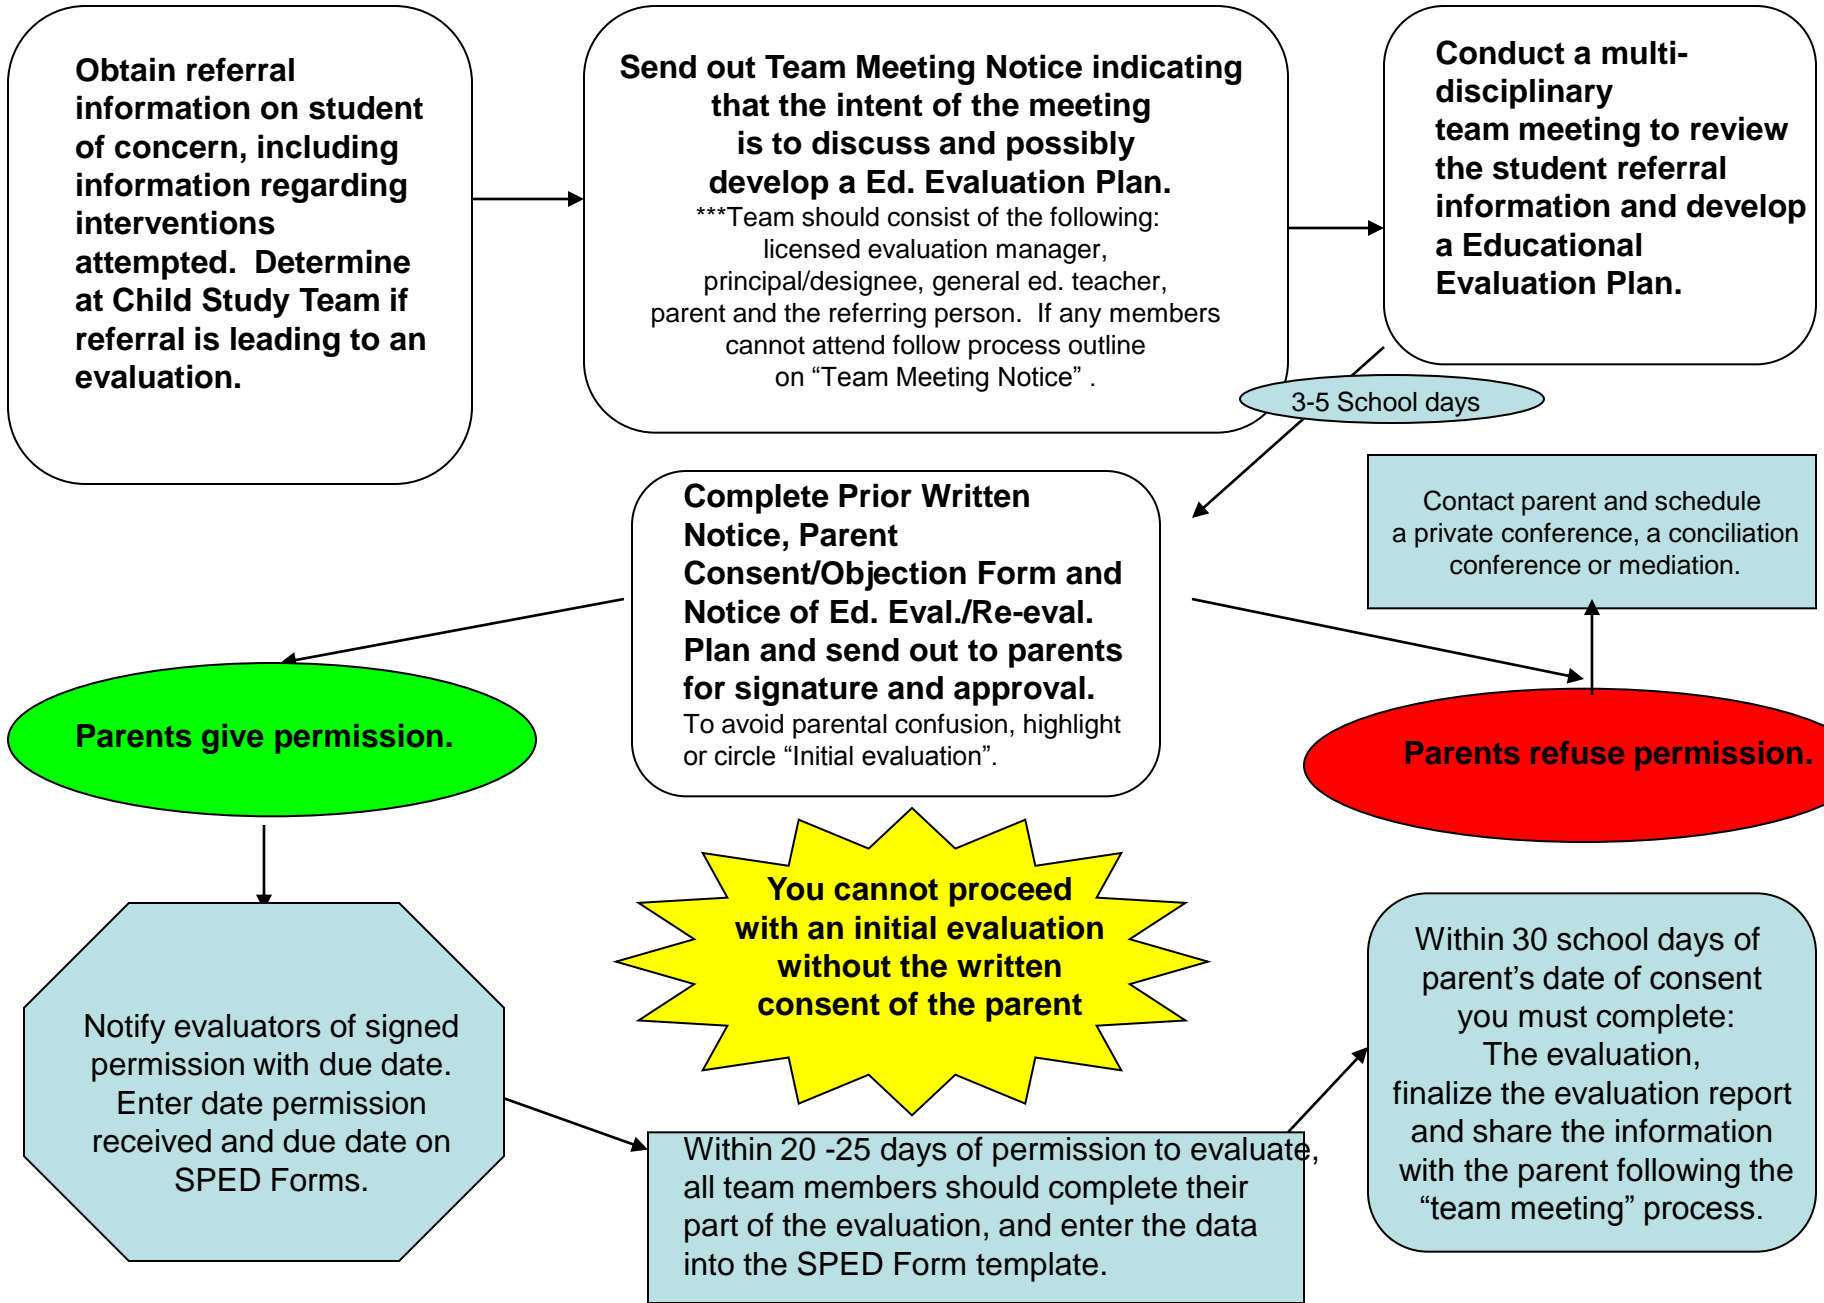 Obtain referral
information on student
of concern, including
information regarding
interventions
attempted. Determine
at Child Study Team if
referral is leading to an
evaluation.
Send out Team Meeting Notice indicating
that the intent of the meeting
is to discuss and possibly
develop a Ed. Evaluation Plan.
***Team should consist of the following:
licensed evaluation manager,
principal/designee, general ed. teacher,
parent and the referring person. If any members
cannot attend follow process outline
on “Team Meeting Notice” .
Conduct a multi-
disciplinary
team meeting to review
the student referral
information and develop
a Educational
Evaluation Plan.
3-5 School days
Complete Prior Written
Notice, Parent
Consent/Objection Form and
Notice of Ed. Eval./Re-eval.
Plan and send out to parents
for signature and approval.
To avoid parental confusion, highlight
or circle “Initial evaluation”.
Contact parent and schedule
a private conference, a conciliation
conference or mediation.
Parents give permission.
Parents refuse permission.
You cannot proceed
with an initial evaluation
without the written
consent of the parent
Notify evaluators of signed
permission with due date.
Enter date permission
received and due date on
SPED Forms.
Within 20 -25 days of permission to evaluate,
all team members should complete their
part of the evaluation, and enter the data
into the SPED Form template.
Within 30 school days of
parent’s date of consent
you must complete:
The evaluation,
finalize the evaluation report
and share the information
with the parent following the
“team meeting” process.